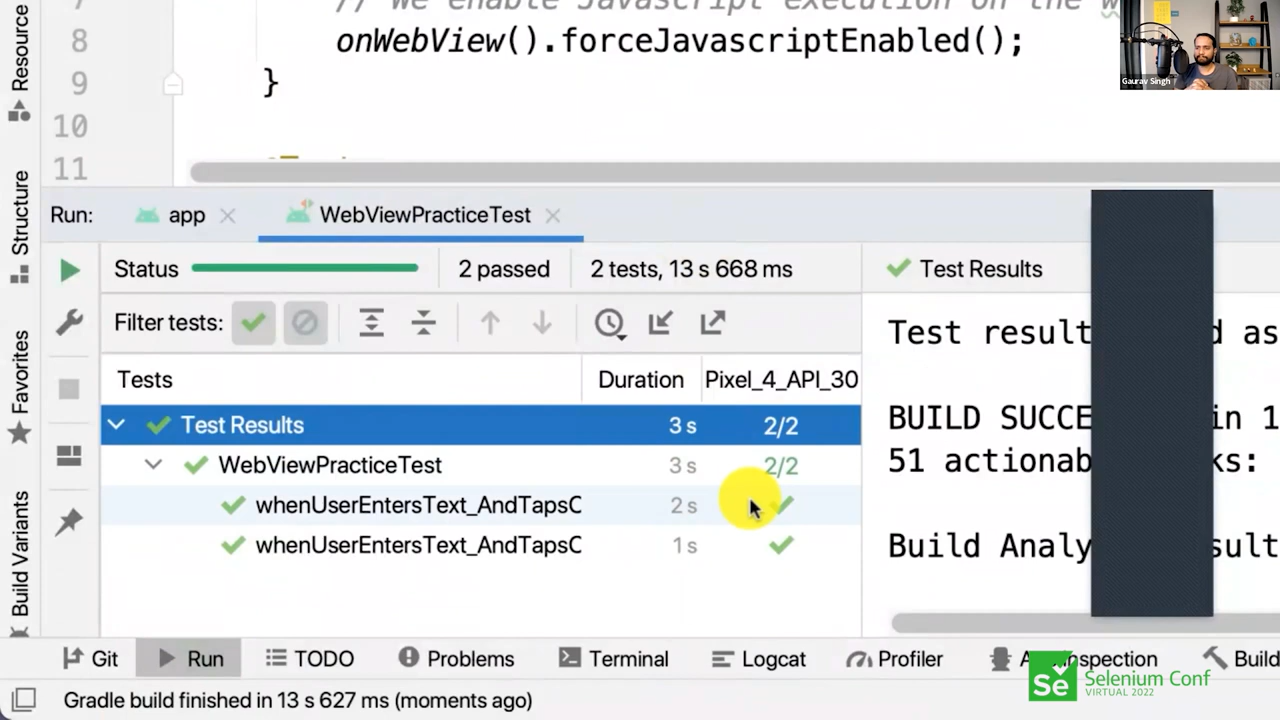 7 // We enable Javascript execution on the w
8 onWebView().forceJavascriptEnabled();
9 }
10
11
Gaurav Singh
Resource
Structure
Favorites
Build Variants
Run: app WebViewPracticeTest
Status 2 passed 2 tests, 13 s 668 ms
Test Results
Filter tests:
Tests Duration Pixel_4_API_30
Test Results 3 s 2/2
WebViewPracticeTest 3 s 2/2
whenUserEntersText_AndTapsC 2 s
whenUserEntersText_AndTapsC 1 s
Test result d as
BUILD SUCCE in 1
51 actionab ks:
Build Analy sult
Git Run TODO Problems Terminal Logcat Profiler A Inspection Build
Gradle build finished in 13 s 627 ms (moments ago)
Se Selenium Conf
VIRTUAL 2022